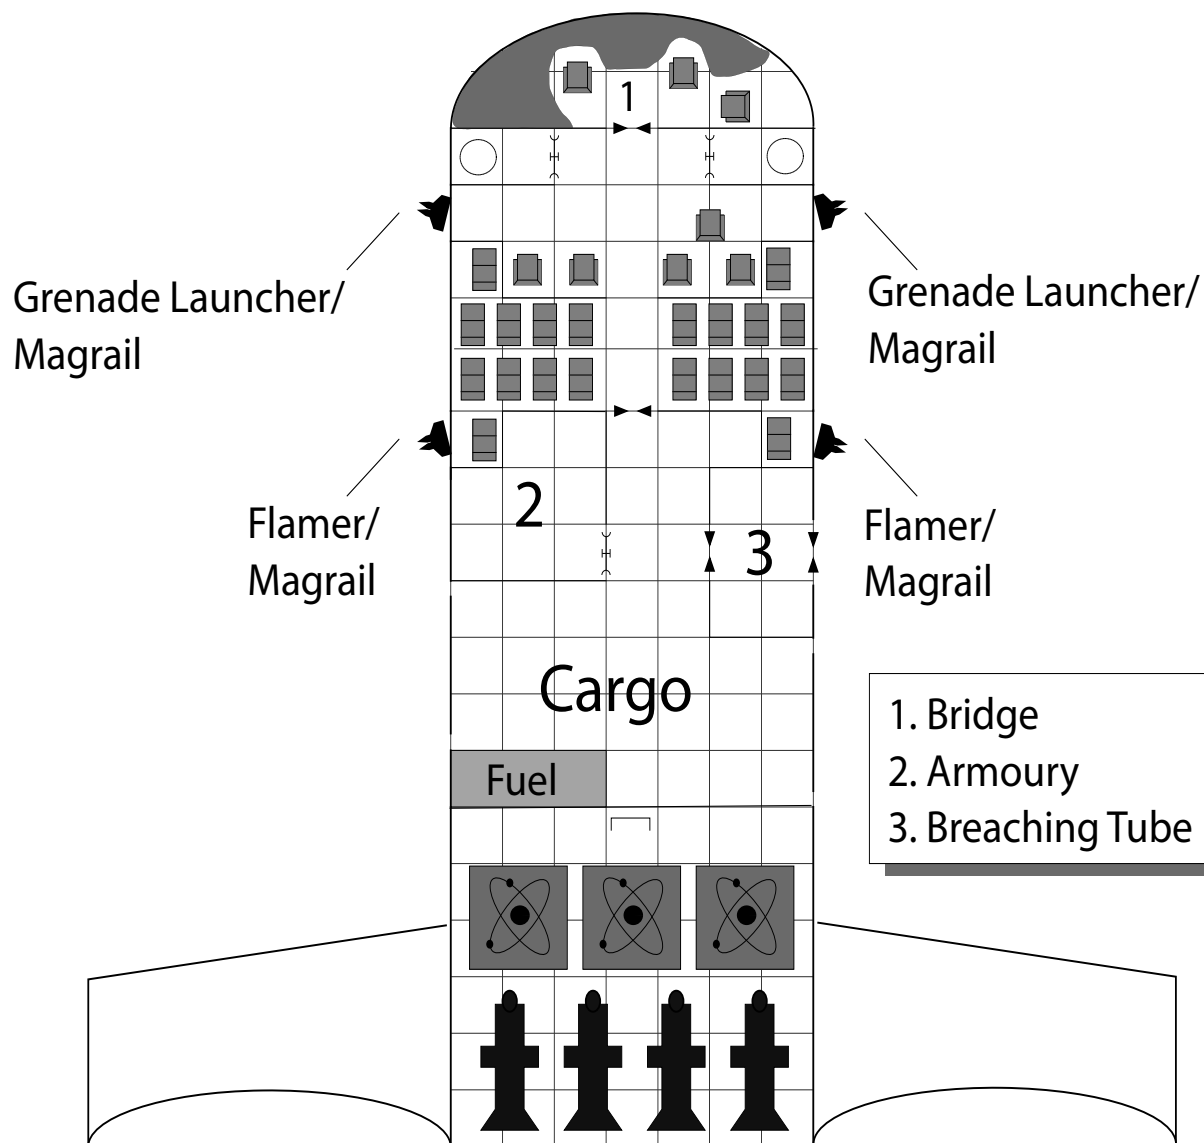 1
Grenade Launcher/
Magrail
Grenade Launcher/
Magrail
2
Flamer/
Magrail
3
Flamer/
Magrail
Cargo
Fuel
1. Bridge
2. Armoury
3. Breaching Tube